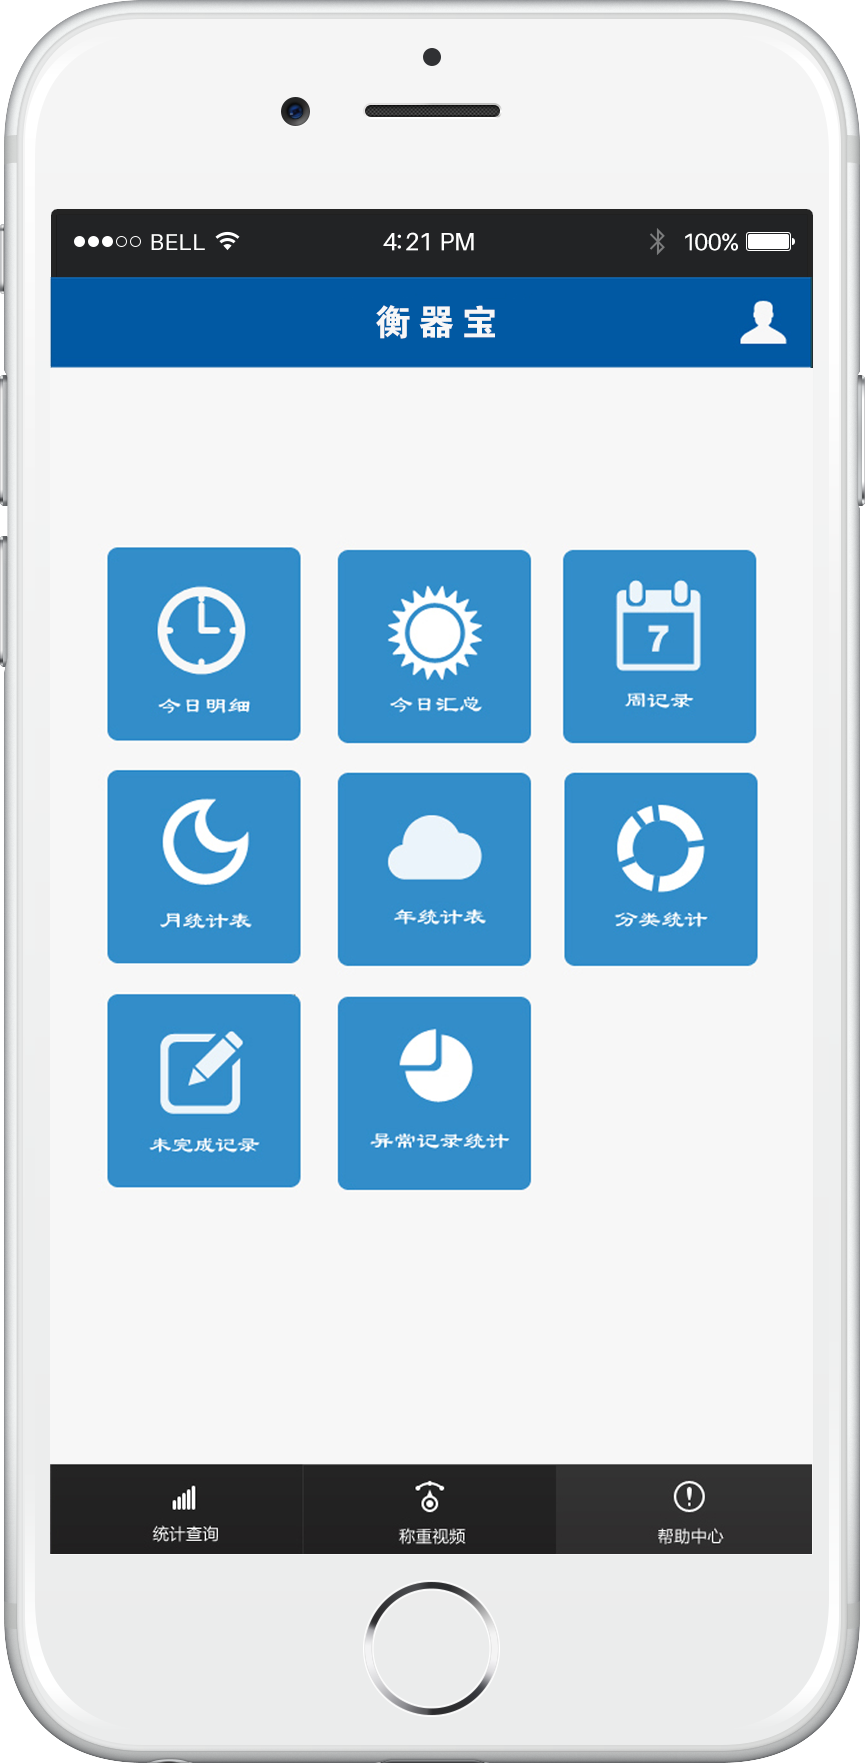 BELL 4:21 PM 100%
衡器宝
今日明细 今日汇总 周记录
7
月统计表 年统计表 分类统计
未完成记录 异常记录统计
统计查询 称重视频 帮助中心